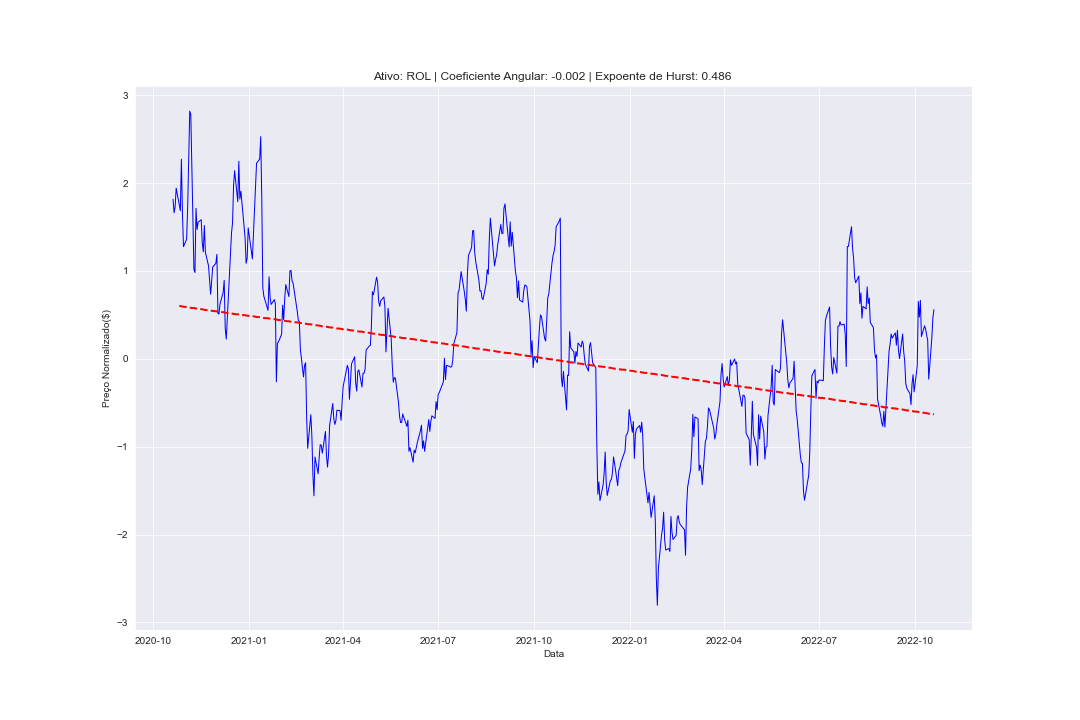 Ativo: ROL | Coeficiente Angular: -0.002 | Expoente de Hurst: 0.486
3
2
1
0
−1
−2
−3
Preço Normalizado($)
2020-10 2021-01 2021-04 2021-07 2021-10 2022-01 2022-04 2022-07 2022-10
Data